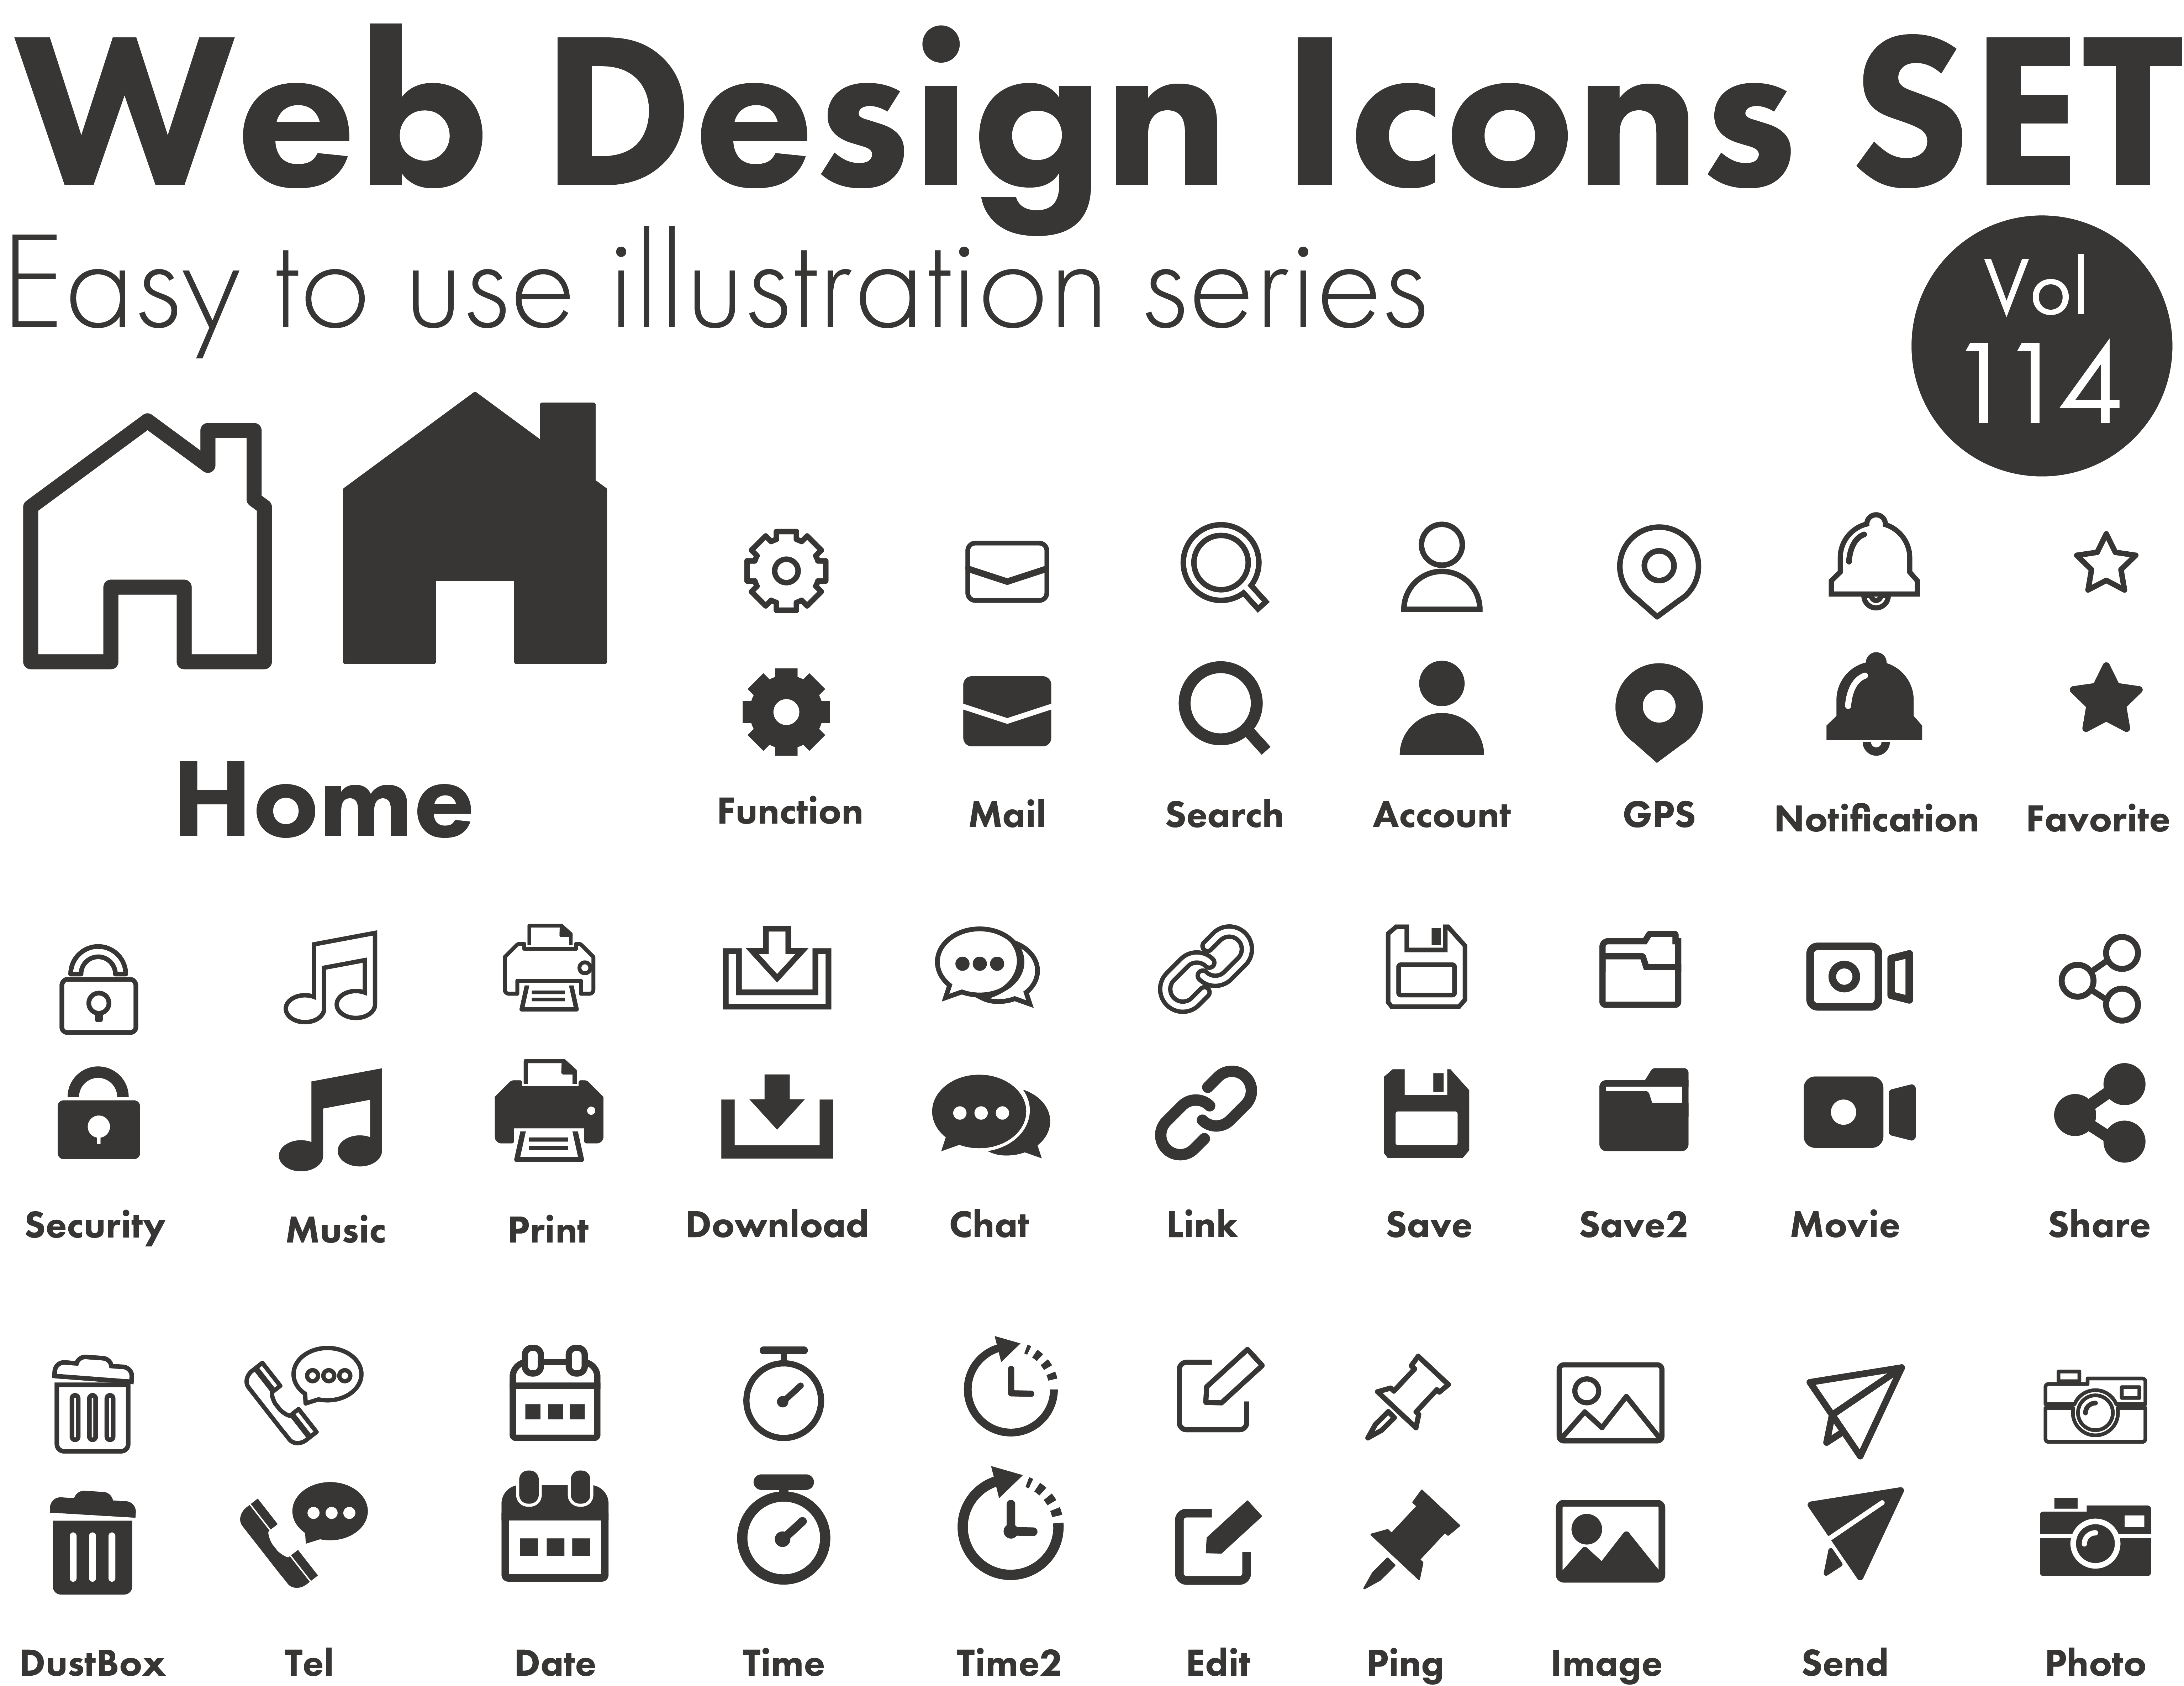 Web Design Icons SET
Easy to use illustration series
Vol
114
Home
Function Mail Search Account GPS Notification Favorite
Security Music Print Download Chat Link Save Save2 Movie Share
DustBox Tel Date Time Time2 Edit Ping Image Send Photo